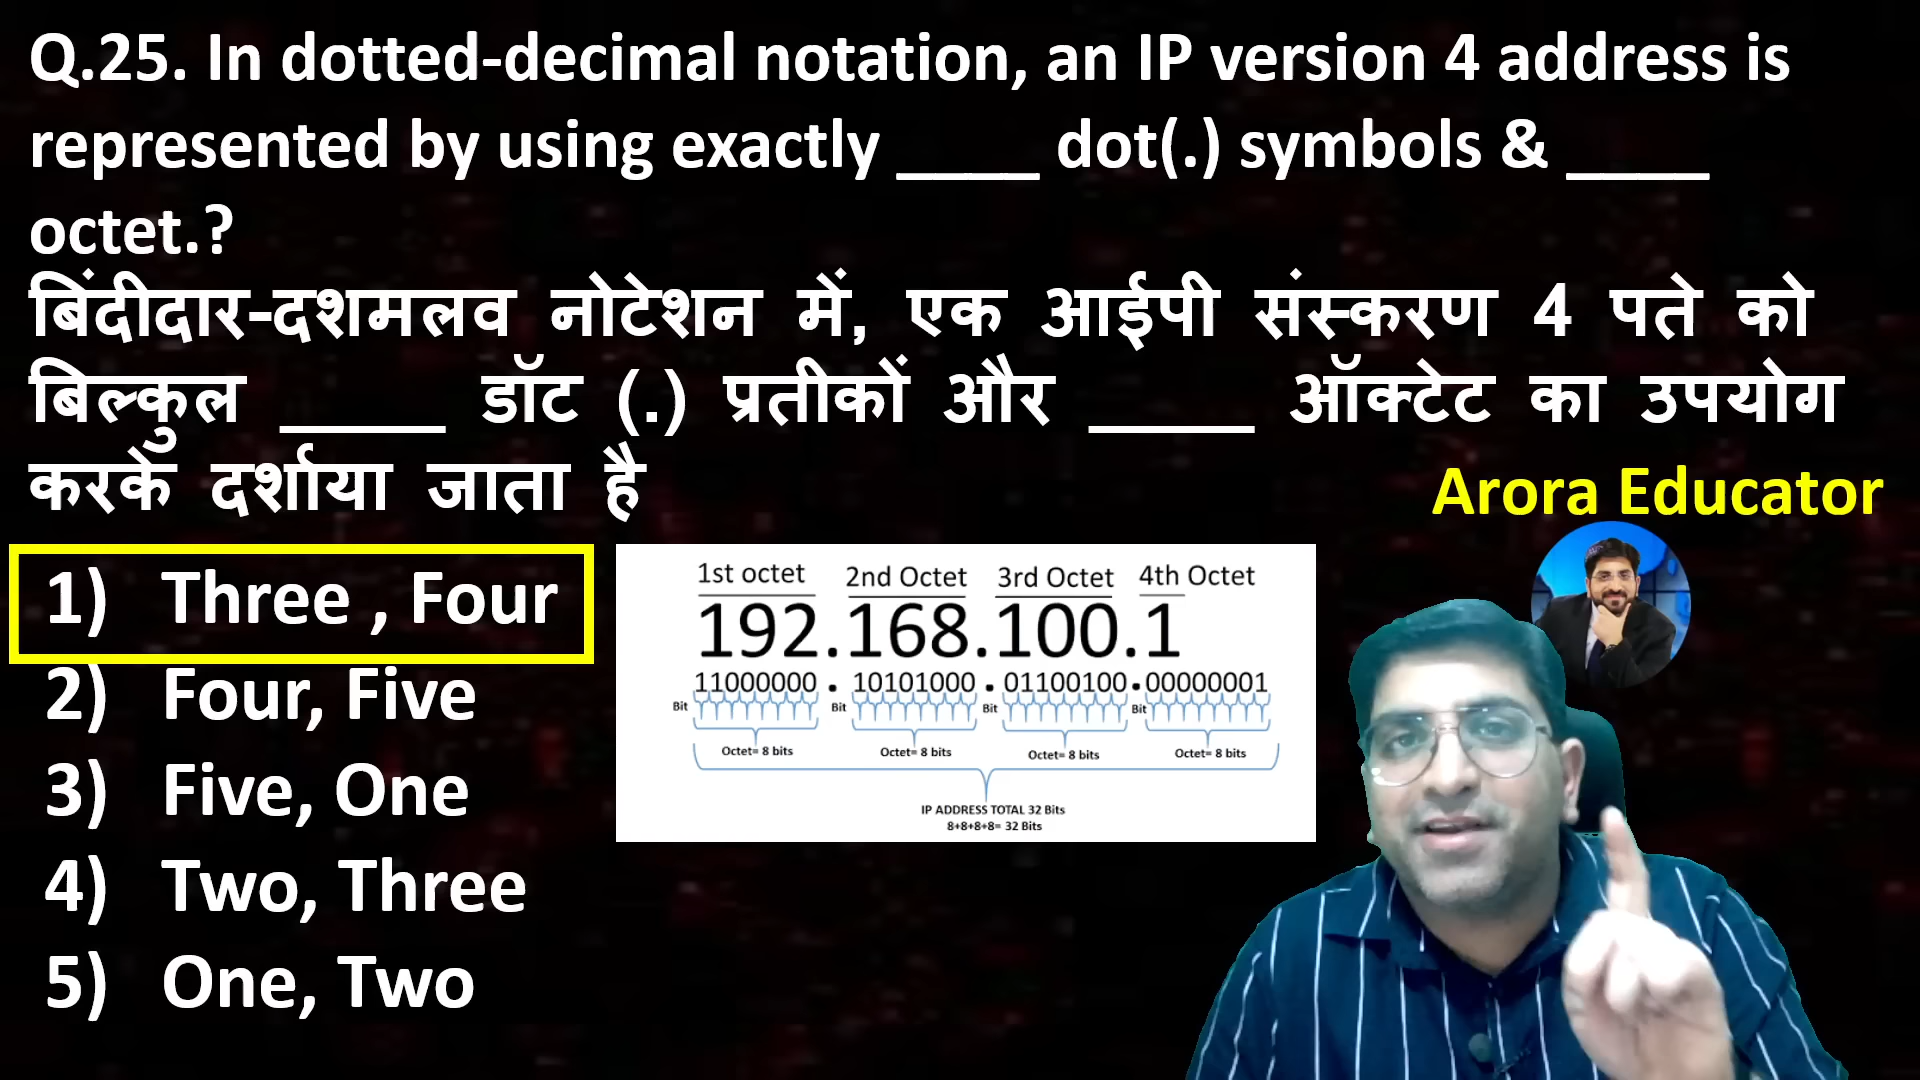 Q.25. In dotted-decimal notation, an IP version 4 address is
represented by using exactly ____ dot(.) symbols & ____
octet.?
बिंदीदार-दशमलव नोटेशन में, एक आईपी संस्करण 4 पते को
बिल्कुल ____ डॉट (.) प्रतीकों और ____ ऑक्टेट का उपयोग
करके दर्शाया जाता है
Arora Educator
1) Three , Four
2) Four, Five
3) Five, One
4) Two, Three
5) One, Two
1st octet 2nd Octet 3rd Octet 4th Octet
192.168.100.1
11000000 . 10101000 . 01100100.00000001
Bit Bit Bit Bit
Octet= 8 bits Octet= 8 bits Octet= 8 bits Octet= 8 bits
IP ADDRESS TOTAL 32 Bits
8+8+8+8= 32 Bits